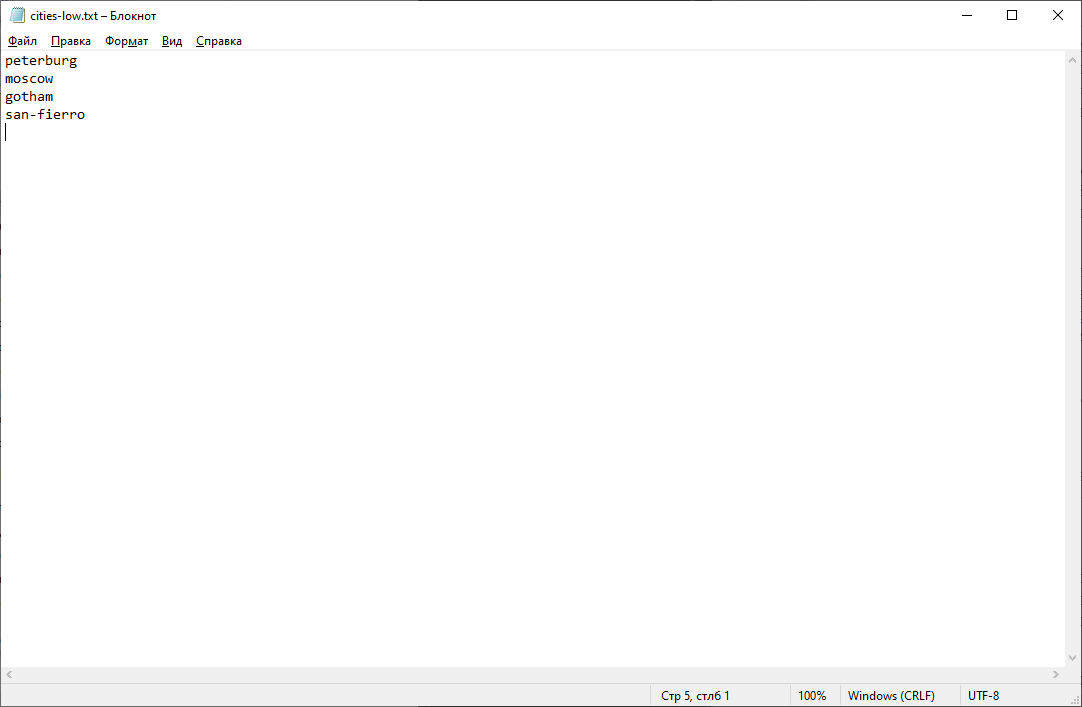 cities-low.txt – Блокнот
Файл Правка Формат Вид Справка
peterburg
moscow
gotham
san-fierro
Стр 5, стлб 1 100% Windows (CRLF) UTF-8